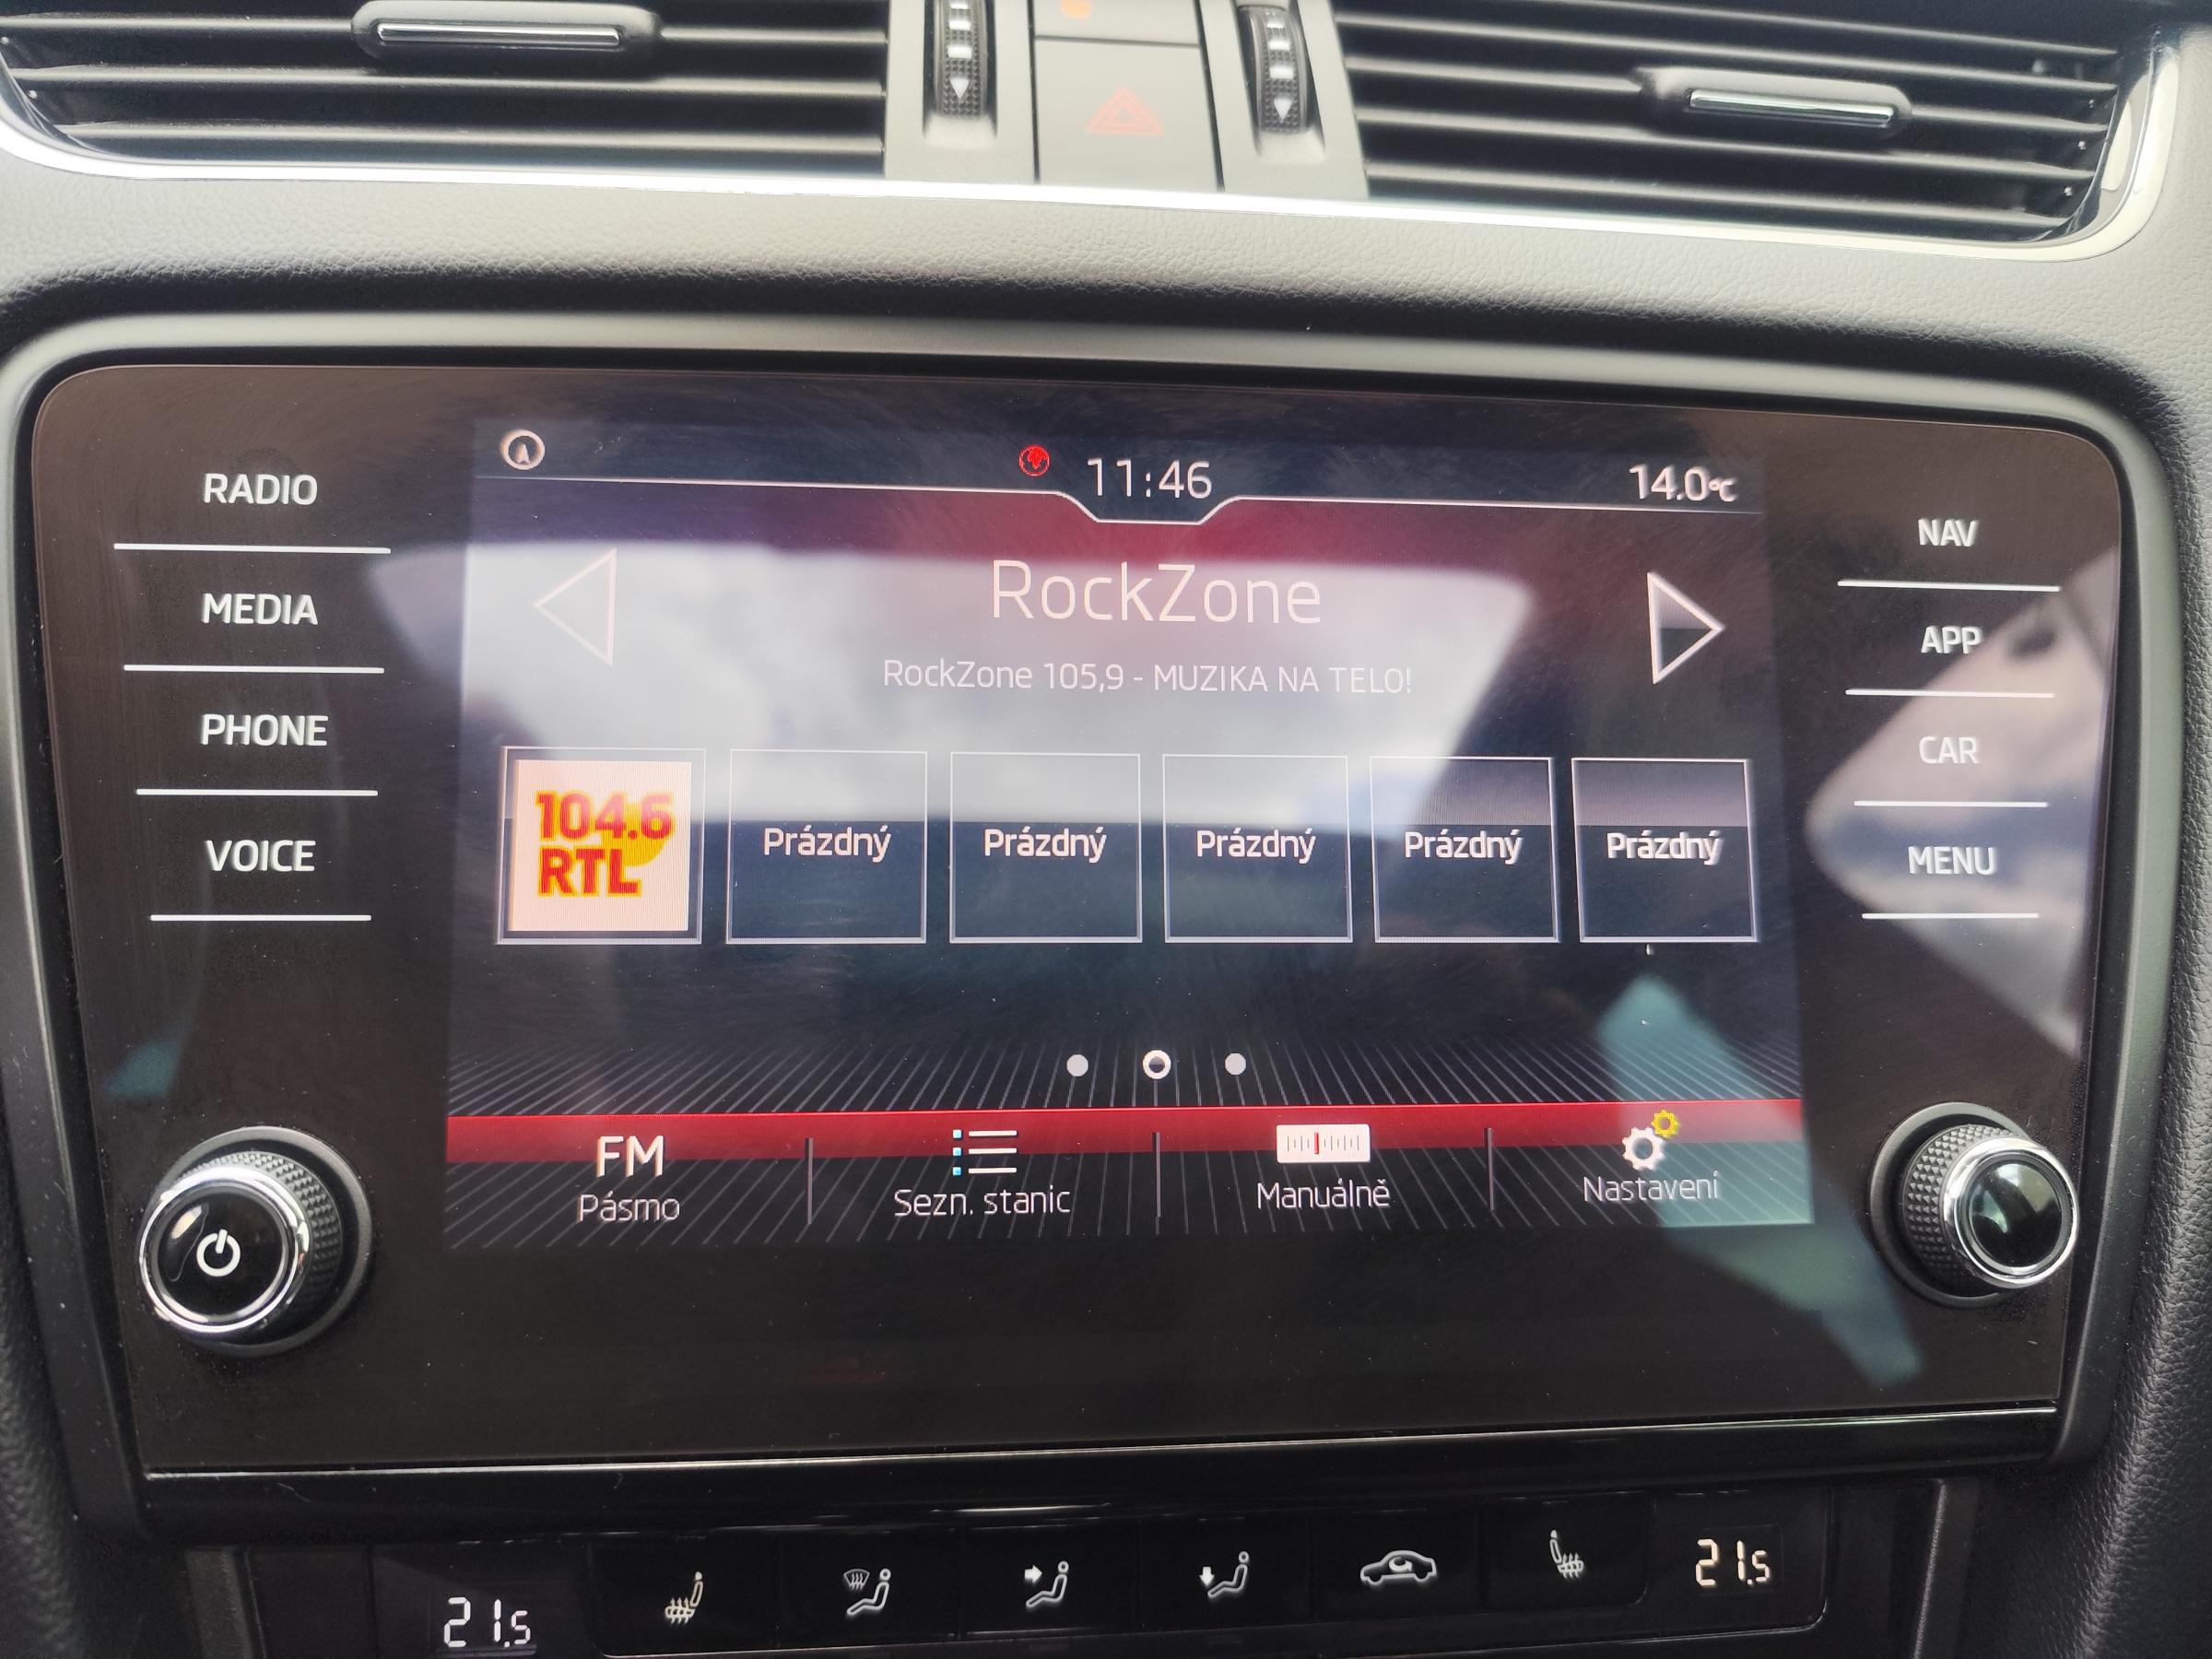 RADIO
MEDIA
PHONE
VOICE
11:46
14.0°C
RockZone
RockZone 105,9 - MUZIKA NA TELO!
104.6
RTL
Prázdný
Prázdný
Prázdný
Prázdný
Prázdný
FM
Pásmo
Sezn. stanic
Manuálně
Nastavení
NAV
APP
CAR
MENU
21.5
21.5